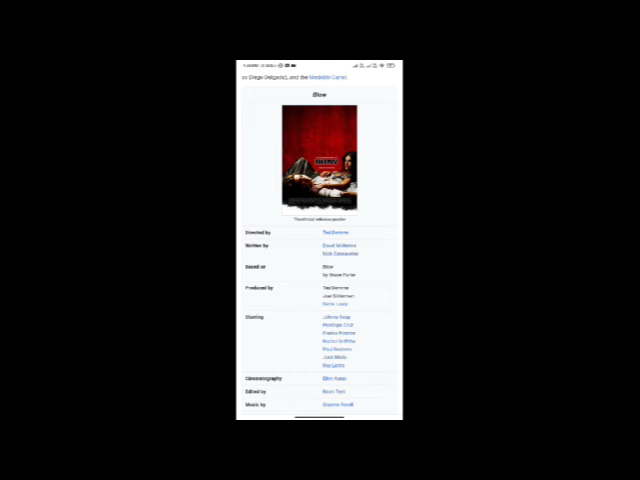 co Diego Delgado), and the Medellín Cartel.
Blow
BLOW
Theatrical release poster
Directed by Ted Demme
Written by David McKenna
Nick Cassavetes
Based on Blow
by Bruce Porter
Produced by Ted Demme
Joel Stillerman
Denis Leary
Starring Johnny Depp
Penélope Cruz
Franka Potente
Rachel Griffiths
Paul Reubens
Jordi Mollà
Ray Liotta
Cinematography Ellen Kuras
Edited by Kevin Tent
Music by Graeme Revell